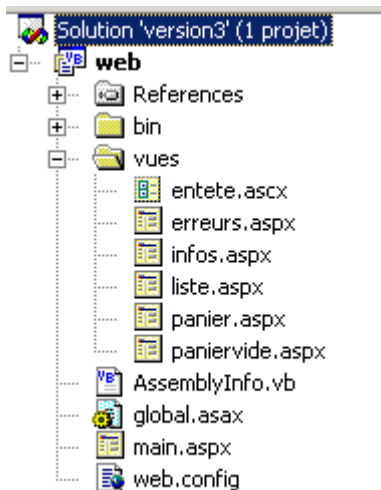 Solution 'version3' (1 projet)
web
References
bin
vues
entete.ascx
erreurs.aspx
infos.aspx
liste.aspx
panier.aspx
paniervide.aspx
AssemblyInfo.vb
global.asax
main.aspx
web.config